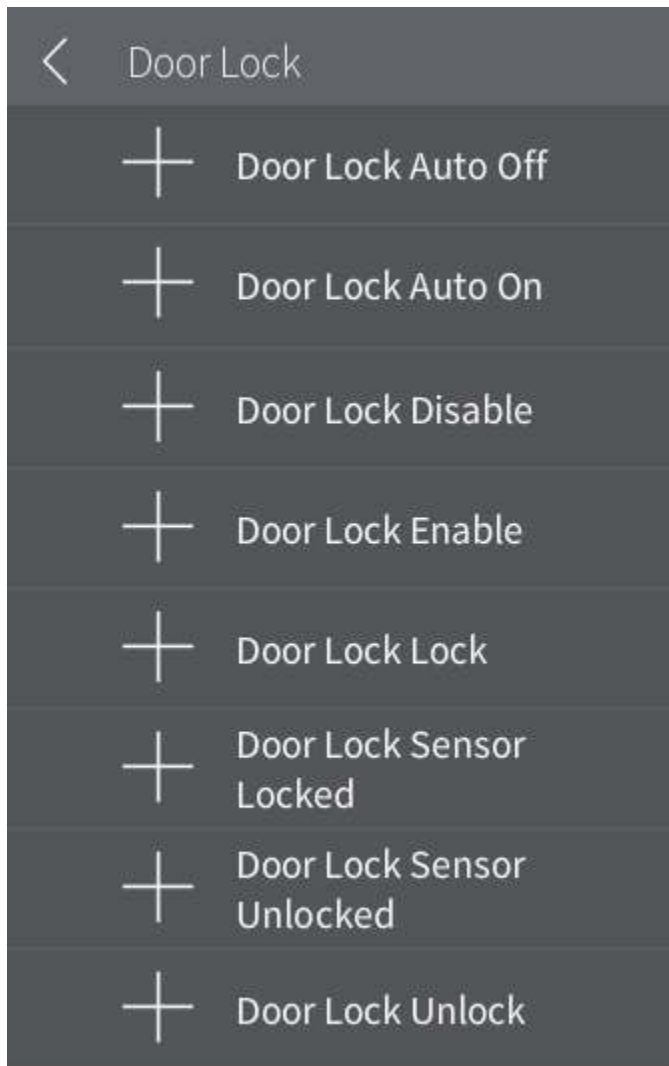 Door Lock
Door Lock Auto Off
Door Lock Auto On
Door Lock Disable
Door Lock Enable
Door Lock Lock
Door Lock Sensor
Locked
Door Lock Sensor
Unlocked
Door Lock Unlock